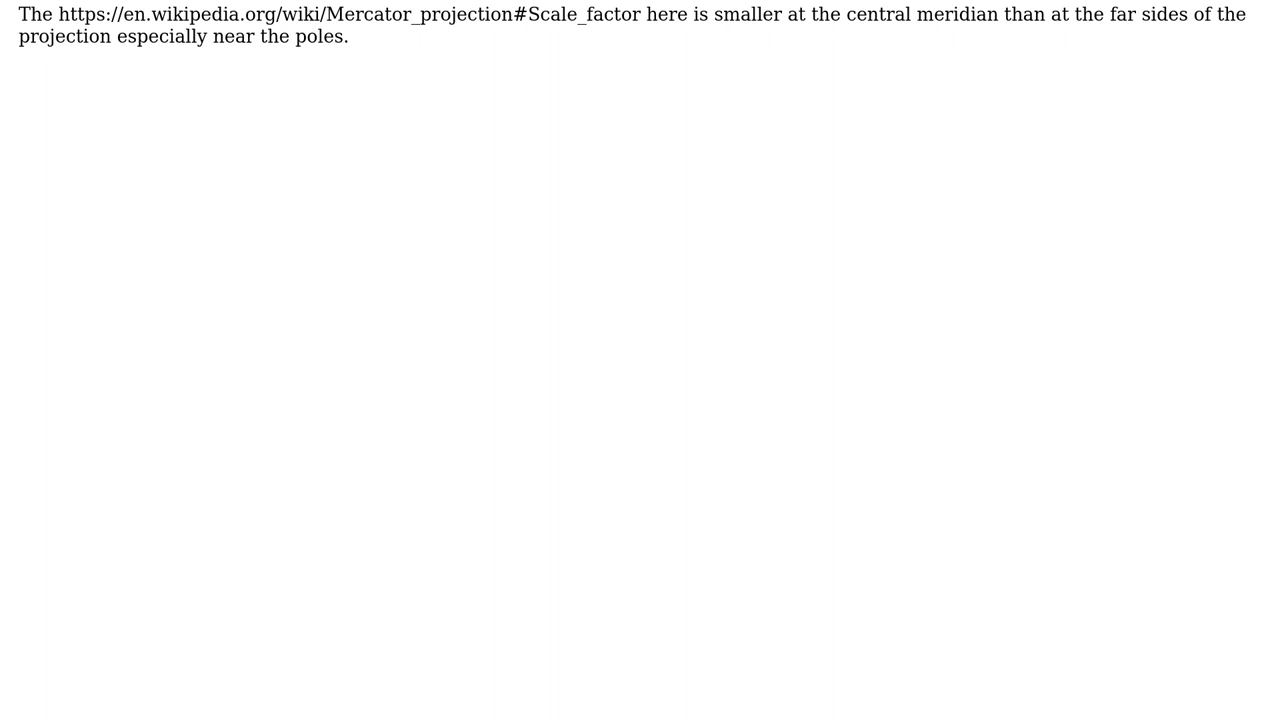 The https://en.wikipedia.org/wiki/Mercator_projection#Scale_factor here is smaller at the central meridian than at the far sides of the
projection especially near the poles.